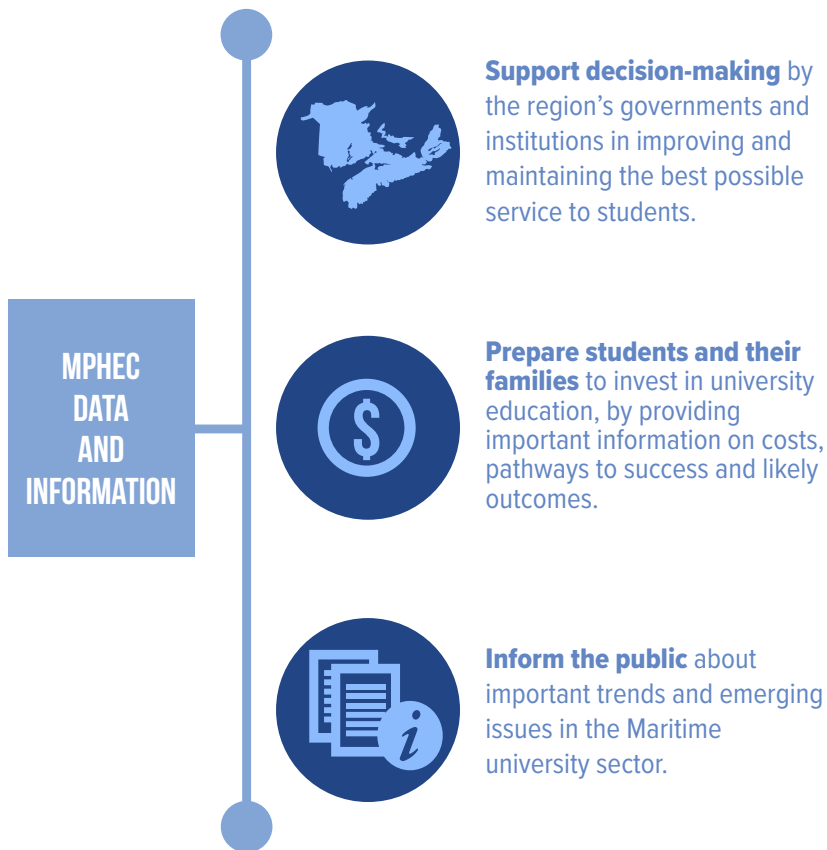 MPHEC
DATA
AND
INFORMATION
Support decision-making by
the region's governments and
institutions in improving and
maintaining the best possible
service to students.
$
Prepare students and their
families to invest in university
education, by providing
important information on costs,
pathways to success and likely
outcomes.
i
Inform the public about
important trends and emerging
issues in the Maritime
university sector.